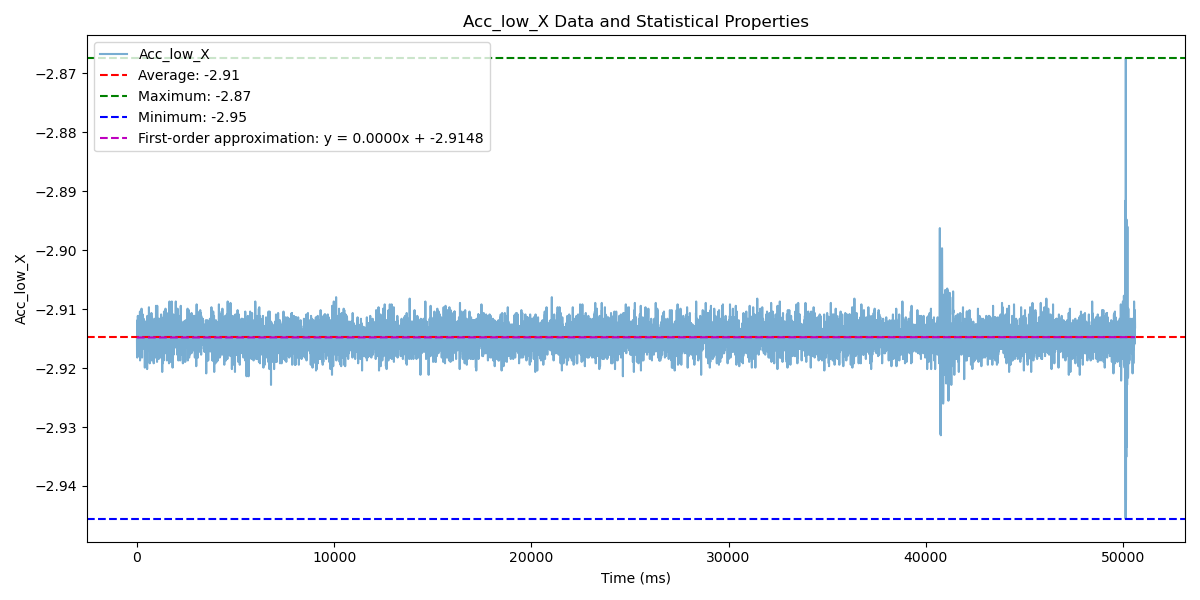 Acc_low_X Data and Statistical Properties
Acc_low_X
Average: -2.91
Maximum: -2.87
Minimum: -2.95
First-order approximation: y = 0.0000x + -2.9148
−2.87
−2.88
−2.89
−2.90
−2.91
−2.92
−2.93
−2.94
Acc_low_X
0
10000
20000
30000
40000
50000
Time (ms)